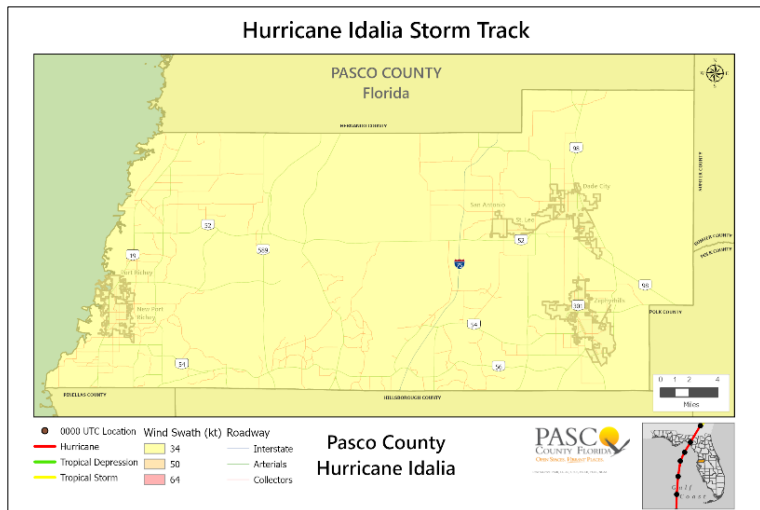 Hurricane Idalia Storm Track
PASCO COUNTY
Florida
HERNANDO COUNTY
SUMTER COUNTY
SUMTER COUNTY
POLK COUNTY
98
Dade City
San Antonio
St. Leo
52
52
589
19
75
Port Richey
New Port
Richey
98
Zephyrhills
301
54
54
56
POLK COUNTY
PINELLAS COUNTY
HILLSBOROUGH COUNTY
0 1 2 4
Miles
0000 UTC Location
Hurricane
Tropical Depression
Tropical Storm
Wind Swath (kt)
34
50
64
Roadway
Interstate
Arterials
Collectors
Pasco County
Hurricane Idalia
PASCO
COUNTY FLORIDA
Gulf
Coast